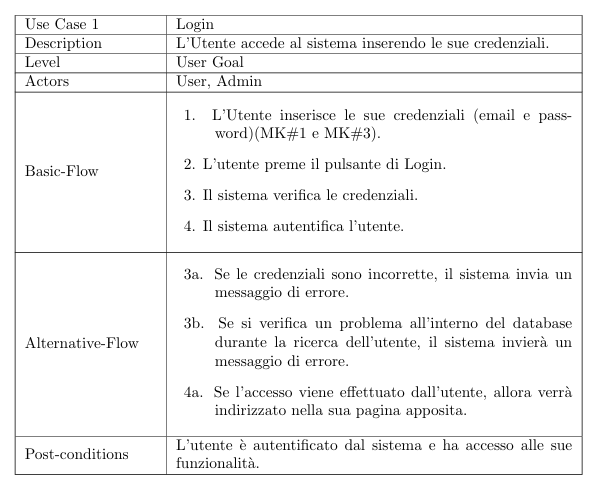 Use Case 1 Login
Description L'Utente accede al sistema inserendo le sue credenziali.
Level User Goal
Actors User, Admin
Basic-Flow
1. L'Utente inserisce le sue credenziali (email e pass-
word)(MK#1 e MK#3).
2. L'utente preme il pulsante di Login.
3. Il sistema verifica le credenziali.
4. Il sistema autentifica l'utente.
Alternative-Flow
3a. Se le credenziali sono incorrette, il sistema invia un
messaggio di errore.
3b. Se si verifica un problema all'interno del database
durante la ricerca dell'utente, il sistema invierà un
messaggio di errore.
4a. Se l'accesso viene effettuato dall'utente, allora verrà
indirizzato nella sua pagina apposita.
Post-conditions
L'utente è autentificato dal sistema e ha accesso alle sue
funzionalità.